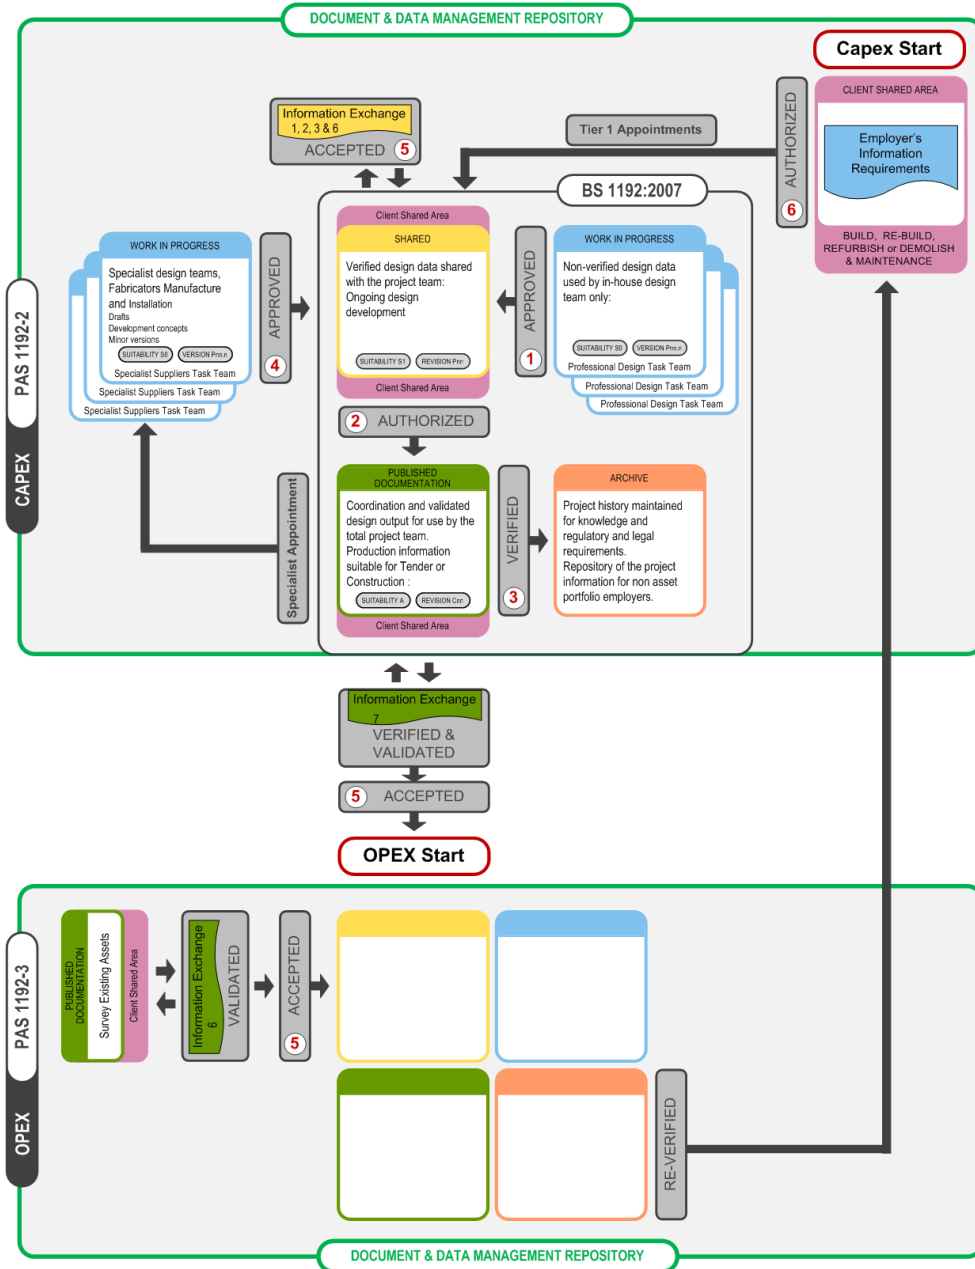 DOCUMENT & DATA MANAGEMENT REPOSITORY
Capex Start
CLIENT SHARED AREA
Employer's
Information
Requirements
BUILD, RE-BUILD,
REFURBISH or DEMOLISH
& MAINTENANCE
AUTHORIZED
6
Tier 1 Appointments
Information Exchange
1, 2, 3 & 6
ACCEPTED
5
BS 1192:2007
Client Shared Area
SHARED
Verified design data shared
with the project team:
Ongoing design
development
SUITABILITY S1
REVISION Pnn
Client Shared Area
APPROVED
1
WORK IN PROGRESS
Non-verified design data
used by in-house design
team only:
SUITABILITY S0
VERSION Pnn.n
Professional Design Task Team
Professional Design Task Team
Professional Design Task Team
WORK IN PROGRESS
Specialist design teams,
Fabricators Manufacture
and Installation
Drafts
Development concepts
Minor versions
SUITABILITY S0
VERSION Pnn.n
Specialist Suppliers Task Team
Specialist Suppliers Task Team
Specialist Suppliers Task Team
APPROVED
4
PAS 1192-2
CAPEX
2
AUTHORIZED
PUBLISHED
DOCUMENTATION
Coordination and validated
design output for use by the
total project team.
Production information
suitable for Tender or
Construction :
SUITABILITY A
REVISION Cnn
Client Shared Area
VERIFIED
3
ARCHIVE
Project history maintained
for knowledge and
regulatory and legal
requirements.
Repository of the project
information for non asset
portfolio employers.
Specialist Appointment
Information Exchange
7
VERIFIED &
VALIDATED
5
ACCEPTED
OPEX Start
PAS 1192-3
OPEX
PUBLISHED
DOCUMENTATION
Survey Existing Assets
Client Shared Area
Information Exchange
6
VALIDATED
ACCEPTED
5
RE-VERIFIED
DOCUMENT & DATA MANAGEMENT REPOSITORY